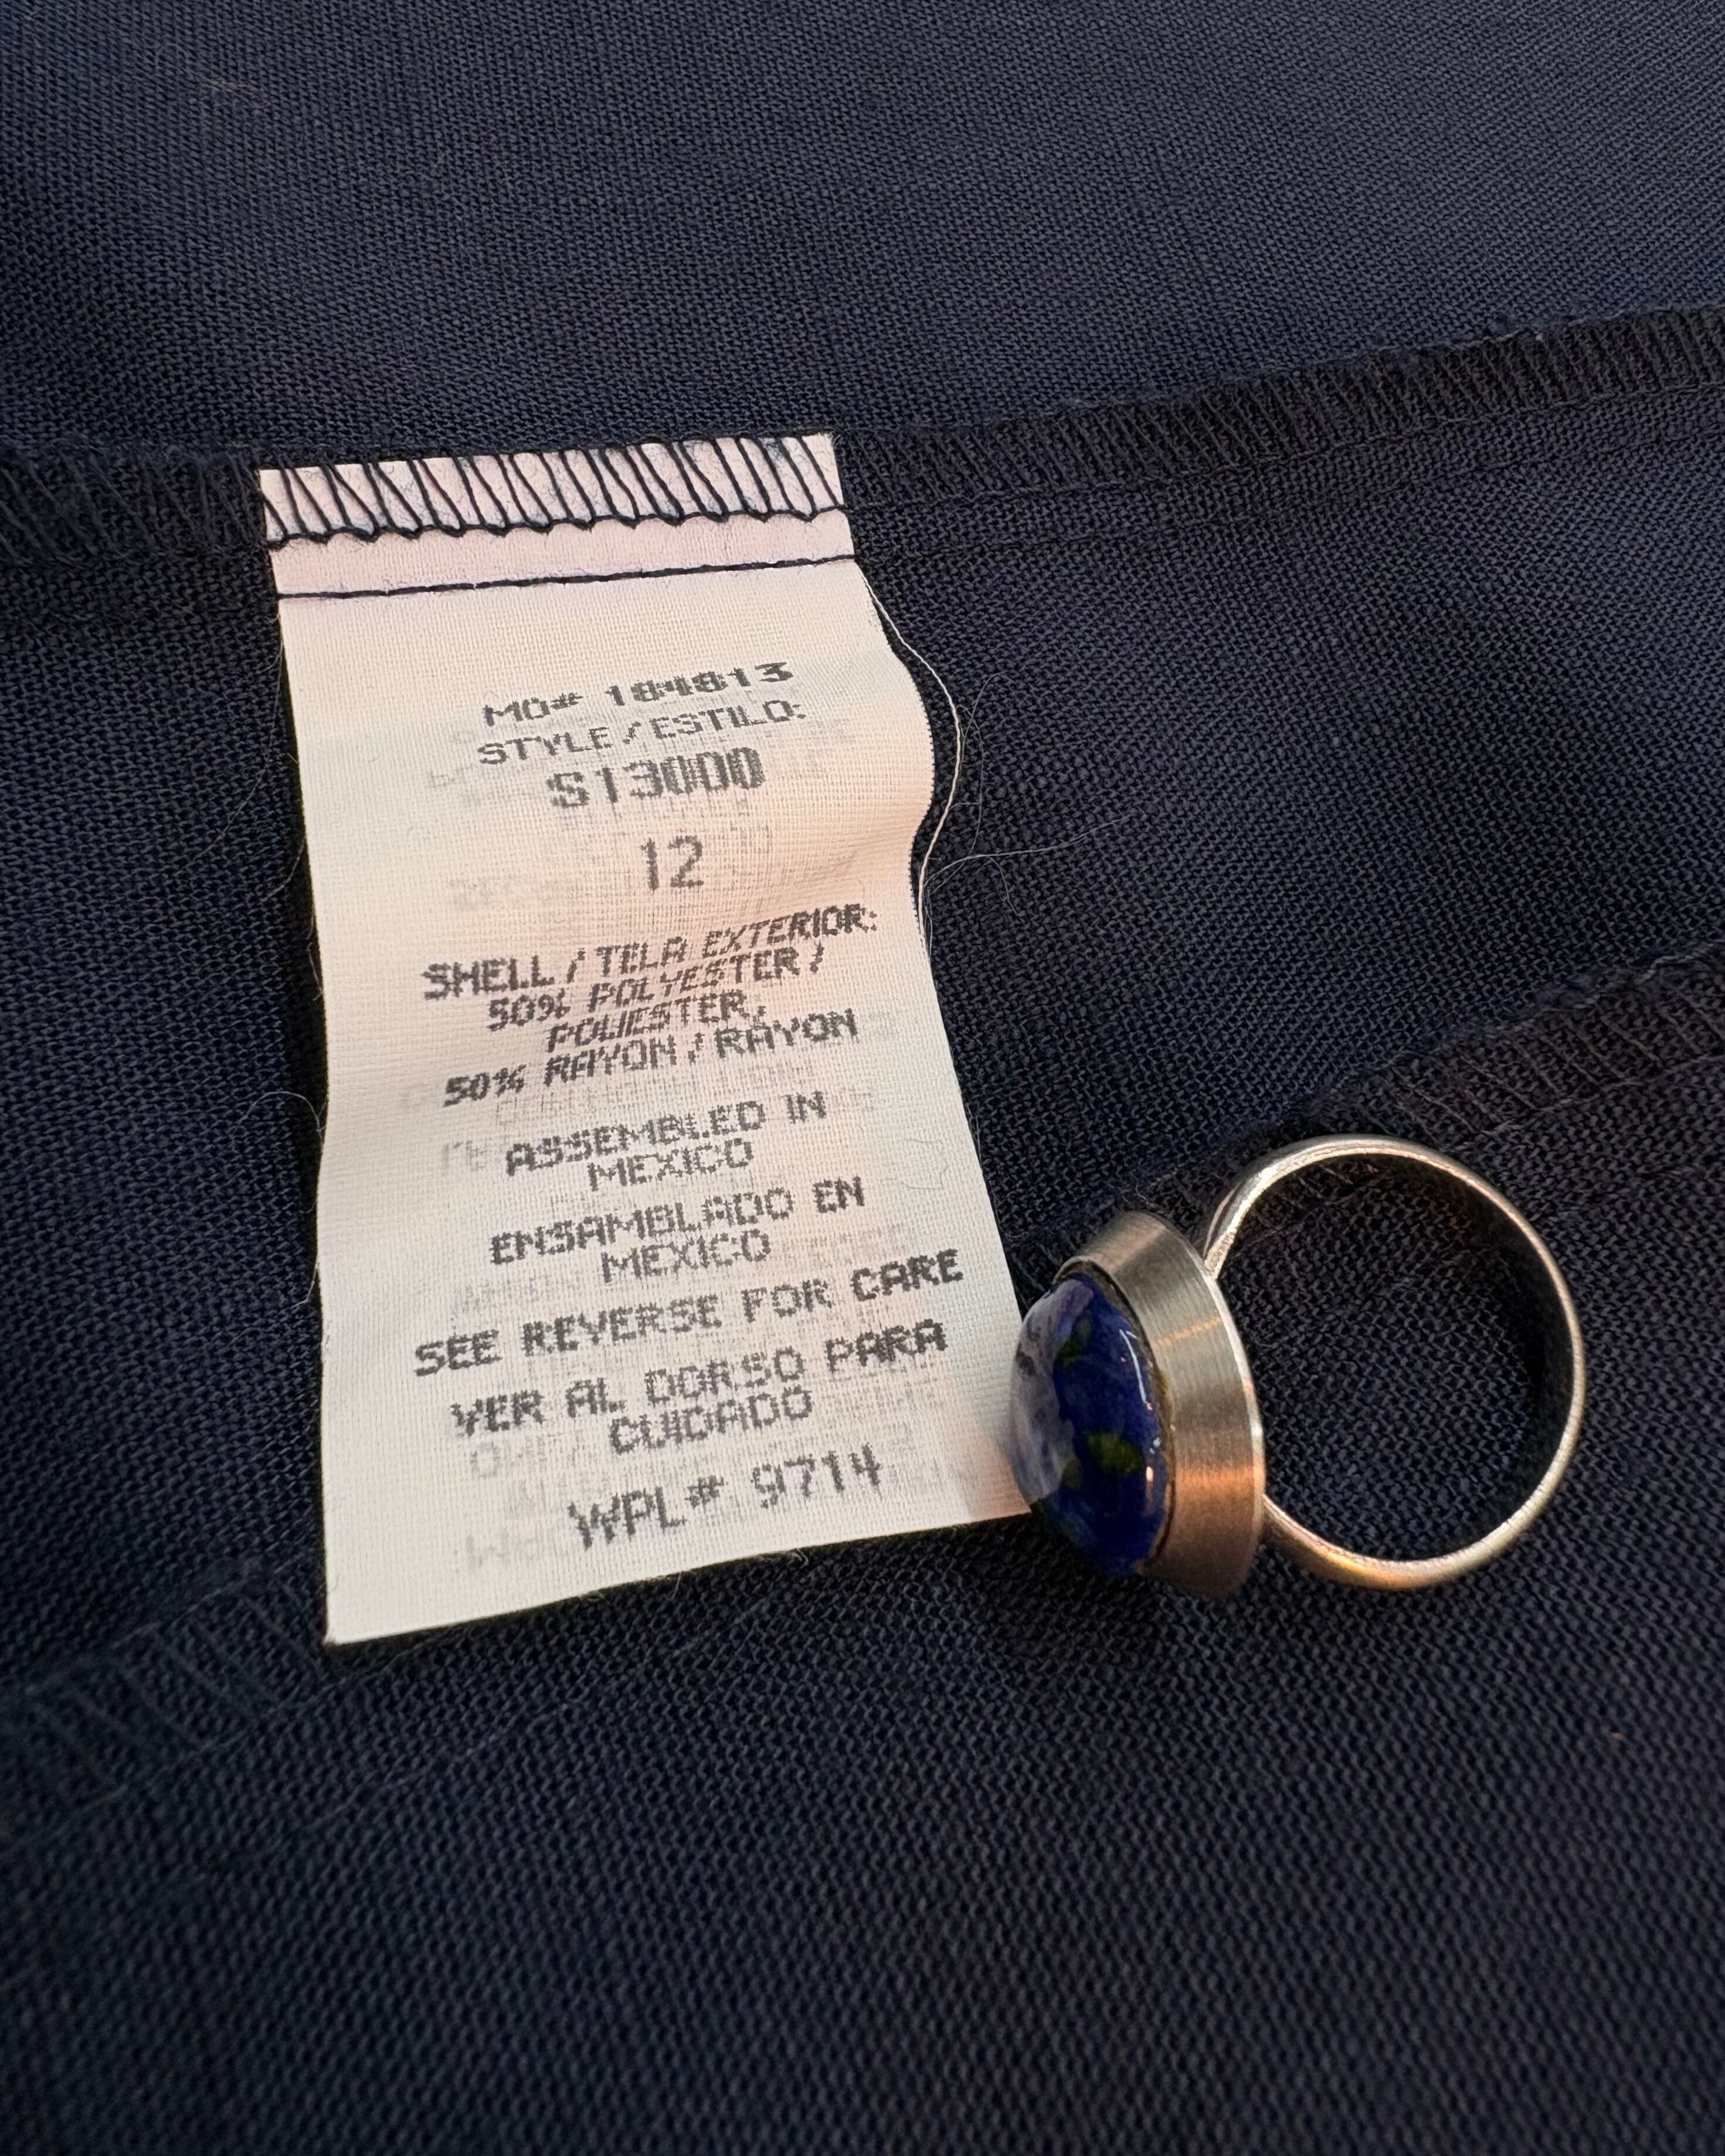 MO# 184813
STYLE/ESTILO:
S13000
12
SHELL/TELA EXTERIOR:
50% POLYESTER/
POLIESTER,
50% RAYON/RAYON
ASSEMBLED IN
MEXICO
ENSAMBLADO EN
MEXICO
SEE REVERSE FOR CARE
VER AL DORSO PARA
CUIDADO
WPL# 9714